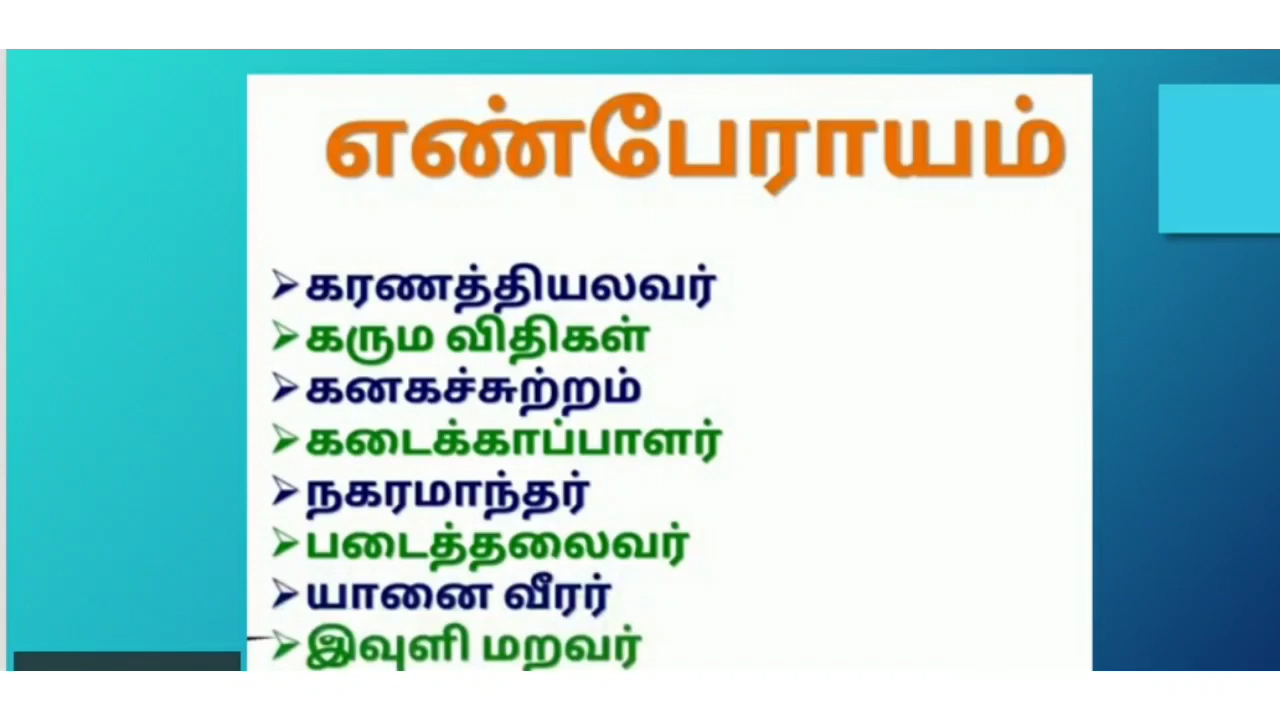 எண்பேராயம்
➢கரணத்தியலவர்
➢கரும விதிகள்
➢கனகச்சுற்றம்
➢கடைக்காப்பாளர்
➢நகரமாந்தர்
➢படைத்தலைவர்
➢யானை வீரர்
➢இவுளி மறவர்